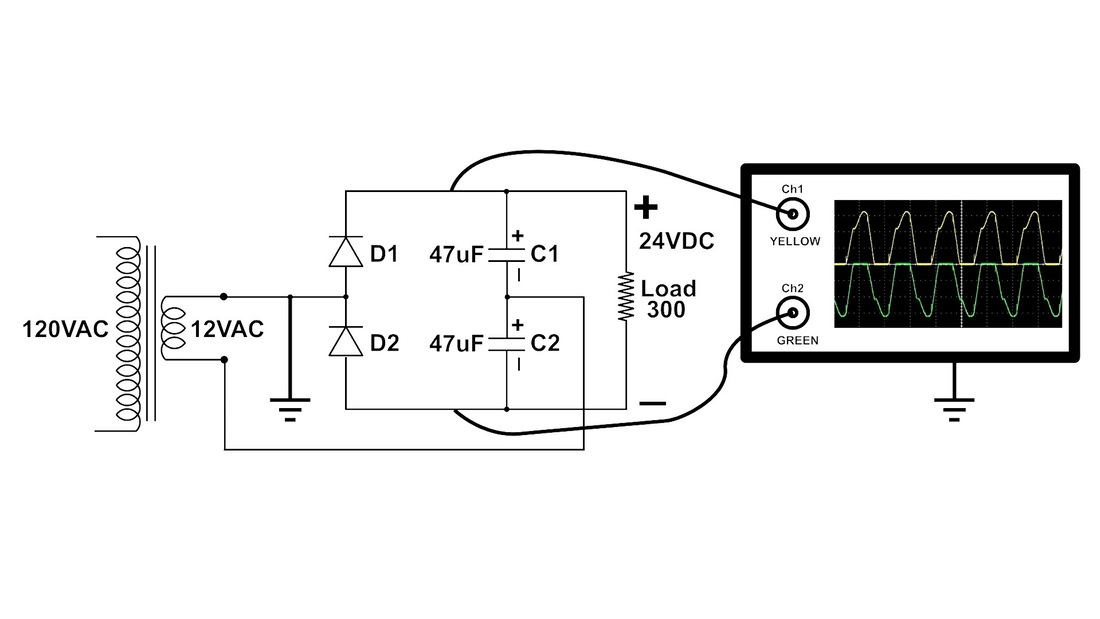 120VAC
12VAC
D1
D2
+
47uF C1
+
47uF C2
+
24VDC
Load
300
Ch1
YELLOW
Ch2
GREEN